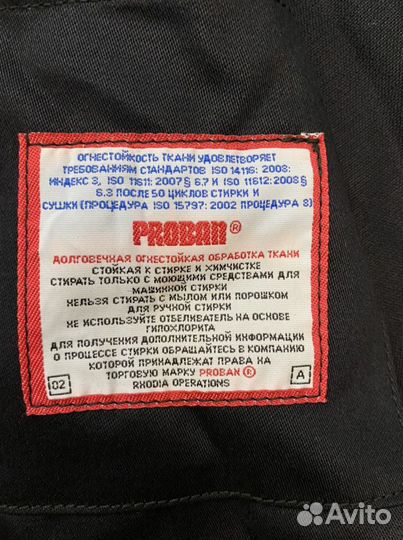 ОГНЕСТОЙКОСТЬ ТКАНИ УДОВЛЕТВОРЯЕТ
ТРЕБОВАНИЯМ СТАНДАРТОВ ISO 14116: 2008:
ИНДЕКС 3, ISO 11611: 2007 § 6.7 И ISO 11612: 2008 §
6.3 ПОСЛЕ 50 ЦИКЛОВ СТИРКИ И
СУШКИ (ПРОЦЕДУРА ISO 15797: 2002 ПРОЦЕДУРА 8)
PROBAN®
ДОЛГОВЕЧНАЯ ОГНЕСТОЙКАЯ ОБРАБОТКА ТКАНИ
СТОЙКАЯ К СТИРКЕ И ХИМЧИСТКЕ
СТИРАТЬ ТОЛЬКО С МОЮЩИМИ СРЕДСТВАМИ ДЛЯ
МАШИННОЙ СТИРКИ
НЕЛЬЗЯ СТИРАТЬ С МЫЛОМ ИЛИ ПОРОШКОМ
ДЛЯ РУЧНОЙ СТИРКИ
НЕ ИСПОЛЬЗУЙТЕ ОТБЕЛИВАТЕЛЬ НА ОСНОВЕ
ГИПОХЛОРИТА
ДЛЯ ПОЛУЧЕНИЯ ДОПОЛНИТЕЛЬНОЙ ИНФОРМАЦИИ
О ПРОЦЕССЕ СТИРКИ ОБРАЩАЙТЕСЬ В КОМПАНИЮ
КОТОРОЙ ПРИНАДЛЕЖАТ ПРАВА НА
ТОРГОВУЮ МАРКУ PROBAN ®
02 RHODIA OPERATIONS A
Avito